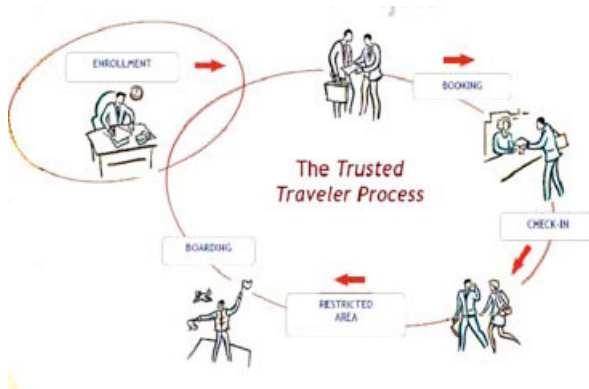 ENROLLMENT
BOOKING
The Trusted
Traveler Process
CHECK-IN
BOARDING
RESTRICTED
AREA